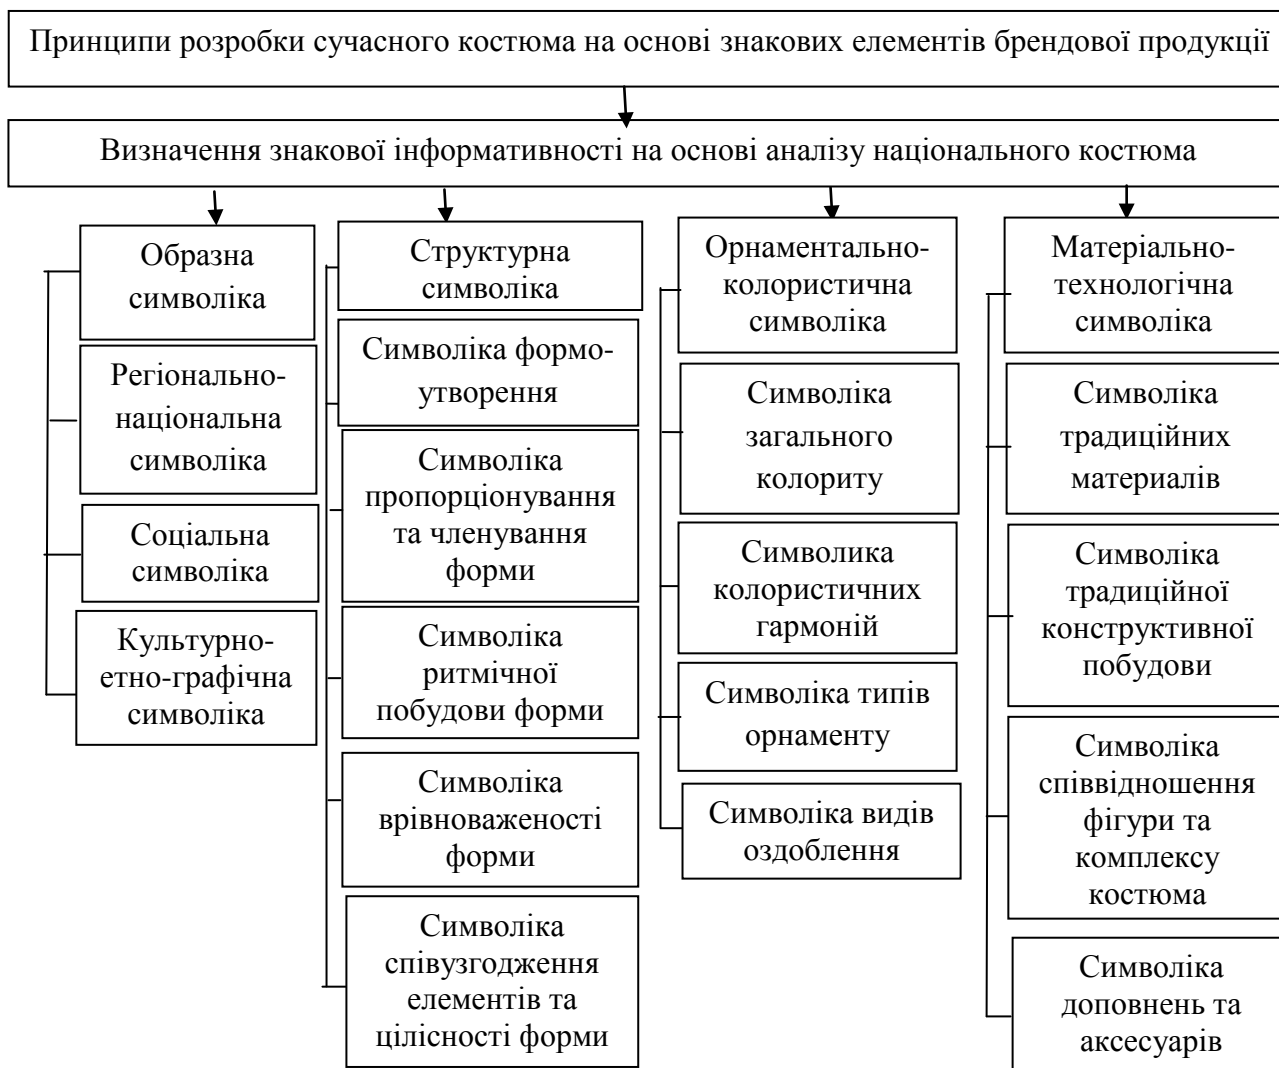 Принципи розробки сучасного костюма на основі знакових елементів брендової продукції
Визначення знакової інформативності на основі аналізу національного костюма
Образна
символіка
Регіонально-
національна
символіка
Соціальна
символіка
Культурно-
етно-графічна
символіка
Структурна
символіка
Символіка формо-
утворення
Символіка
пропорціонування
та членування
форми
Символіка
ритмічної
побудови форми
Символіка
врівноваженості
форми
Символіка
співузгодження
елементів та
цілісності форми
Орнаментально-
колористична
символіка
Символіка
загального
колориту
Символика
колористичних
гармоній
Символіка типів
орнаменту
Символіка видів
оздоблення
Матеріально-
технологічна
символіка
Символіка
традиційних
материалів
Символіка
традиційної
конструктивної
побудови
Символіка
співвідношення
фігури та
комплексу
костюма
Символіка
доповнень та
аксесуарів